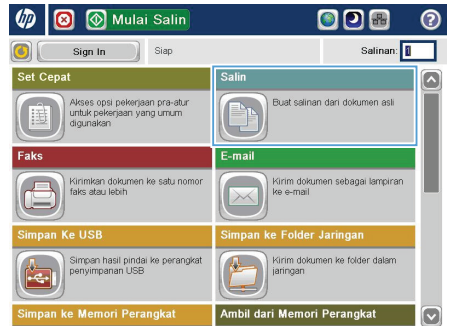 hp Mulai Salin ?
Sign In Siap Salinan: 1
Set Cepat
Akses opsi pekerjaan pra-atur
untuk pekerjaan yang umum
digunakan
Salin
Buat salinan dari dokumen asli
Faks
Kirimkan dokumen ke satu nomor
faks atau lebih
E-mail
Kirim dokumen sebagai lampiran
ke e-mail
Simpan Ke USB
Simpan hasil pindai ke perangkat
penyimpanan USB
Simpan ke Folder Jaringan
Kirim dokumen ke folder dalam
jaringan
Simpan ke Memori Perangkat
Ambil dari Memori Perangkat